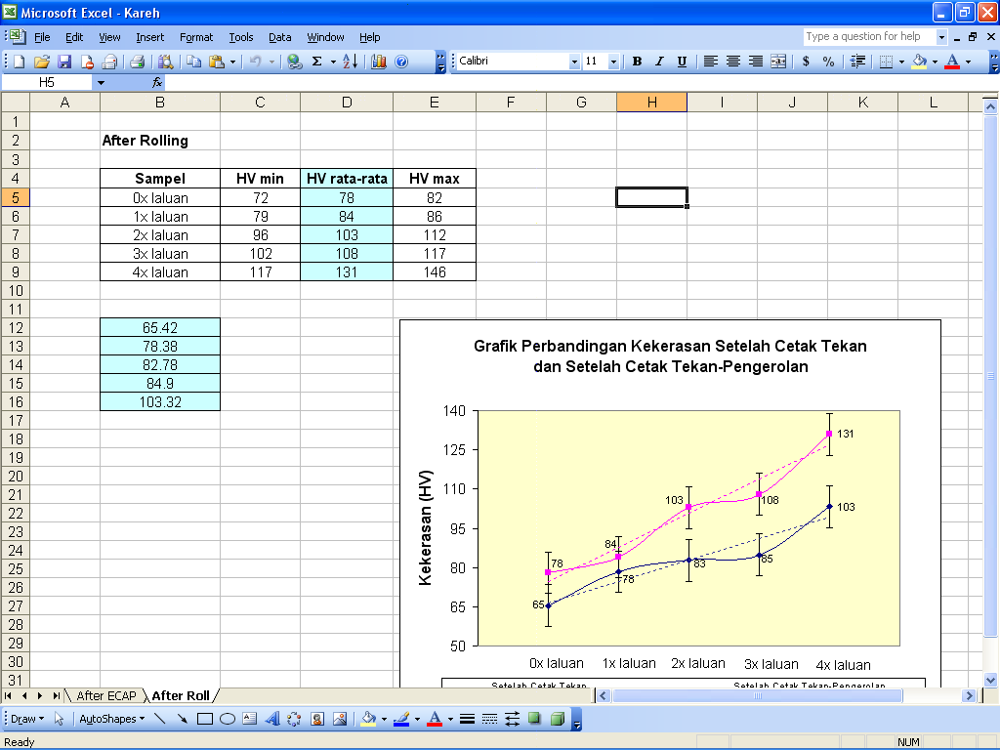 Microsoft Excel - Kareh
File Edit View Insert Format Tools Data Window Help Type a question for help
Calibri 11 B I U $ %
H5 fx
A B C D E F G H I J K L
1
2 After Rolling
3
4 Sampel HV min HV rata-rata HV max
5 0x laluan 72 78 82
6 1x laluan 79 84 86
7 2x laluan 96 103 112
8 3x laluan 102 108 117
9 4x laluan 117 131 146
10
11
12 65.42
13 78.38
14 82.78
15 84.9
16 103.32
17
18
19
20
21
22
23
24
25
26
27
28
29
30
31
Grafik Perbandingan Kekerasan Setelah Cetak Tekan
dan Setelah Cetak Tekan-Pengerolan
Kekerasan (HV)
140
125
110
95
80
65
50
78 84 103 108 131
65 78 83 85 103
0x laluan 1x laluan 2x laluan 3x laluan 4x laluan
Setelah Cetak Tekan Setelah Cetak Tekan-Pengerolan
After ECAP After Roll
Draw AutoShapes
Ready NUM